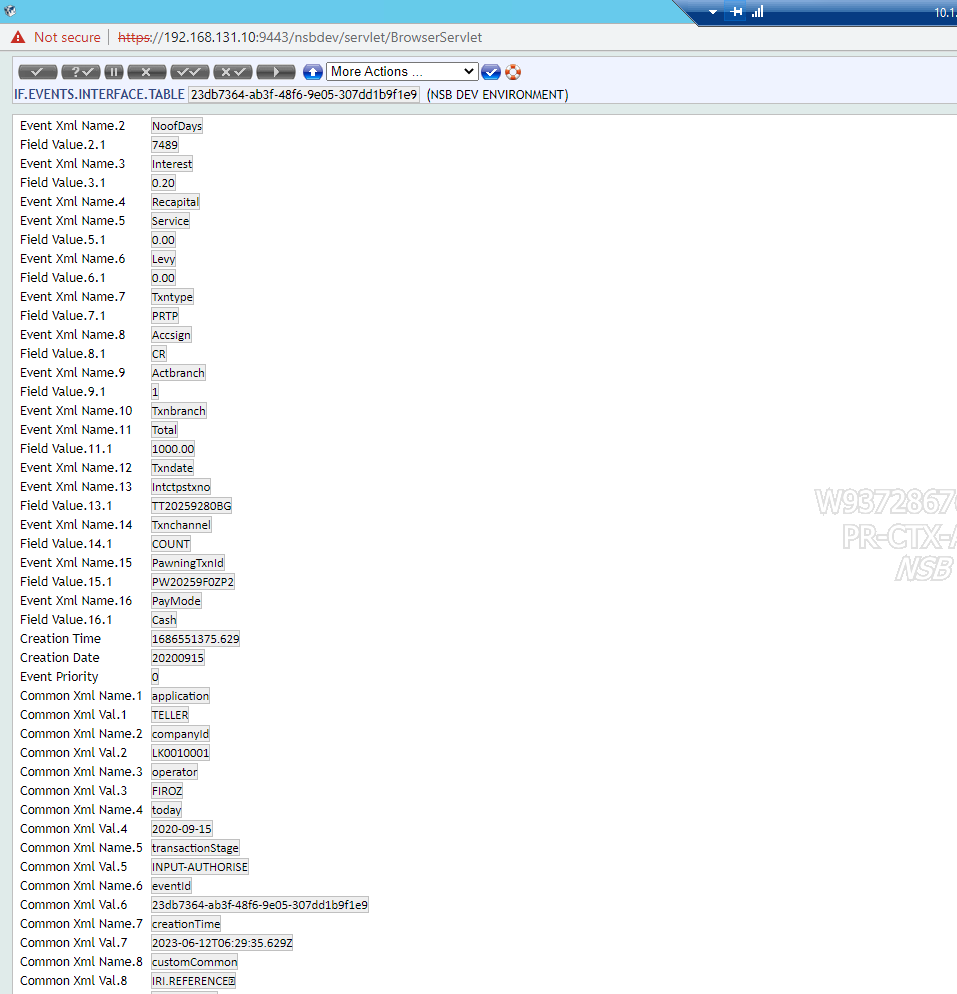 10.1
Not secure | https://192.168.131.10:9443/nsbdev/servlet/BrowserServlet
More Actions ...
IF.EVENTS.INTERFACE.TABLE 23db7364-ab3f-48f6-9e05-307dd1b9f1e9 (NSB DEV ENVIRONMENT)
Event Xml Name.2 NoofDays
Field Value.2.1 7489
Event Xml Name.3 Interest
Field Value.3.1 0.20
Event Xml Name.4 Recapital
Event Xml Name.5 Service
Field Value.5.1 0.00
Event Xml Name.6 Levy
Field Value.6.1 0.00
Event Xml Name.7 Txntype
Field Value.7.1 PRTP
Event Xml Name.8 Accsign
Field Value.8.1 CR
Event Xml Name.9 Actbranch
Field Value.9.1 1
Event Xml Name.10 Txnbranch
Event Xml Name.11 Total
Field Value.11.1 1000.00
Event Xml Name.12 Txndate
Event Xml Name.13 Intctpstxno
Field Value.13.1 TT20259280BG
Event Xml Name.14 Txnchannel
Field Value.14.1 COUNT
Event Xml Name.15 PawningTxnId
Field Value.15.1 PW20259F0ZP2
Event Xml Name.16 PayMode
Field Value.16.1 Cash
Creation Time 1686551375.629
Creation Date 20200915
Event Priority 0
Common Xml Name.1 application
Common Xml Val.1 TELLER
Common Xml Name.2 companyId
Common Xml Val.2 LK0010001
Common Xml Name.3 operator
Common Xml Val.3 FIROZ
Common Xml Name.4 today
Common Xml Val.4 2020-09-15
Common Xml Name.5 transactionStage
Common Xml Val.5 INPUT-AUTHORISE
Common Xml Name.6 eventId
Common Xml Val.6 23db7364-ab3f-48f6-9e05-307dd1b9f1e9
Common Xml Name.7 creationTime
Common Xml Val.7 2023-06-12T06:29:35.629Z
Common Xml Name.8 customCommon
Common Xml Val.8 IRI.REFERENCE
W9372867
PR-CTX-
NSB